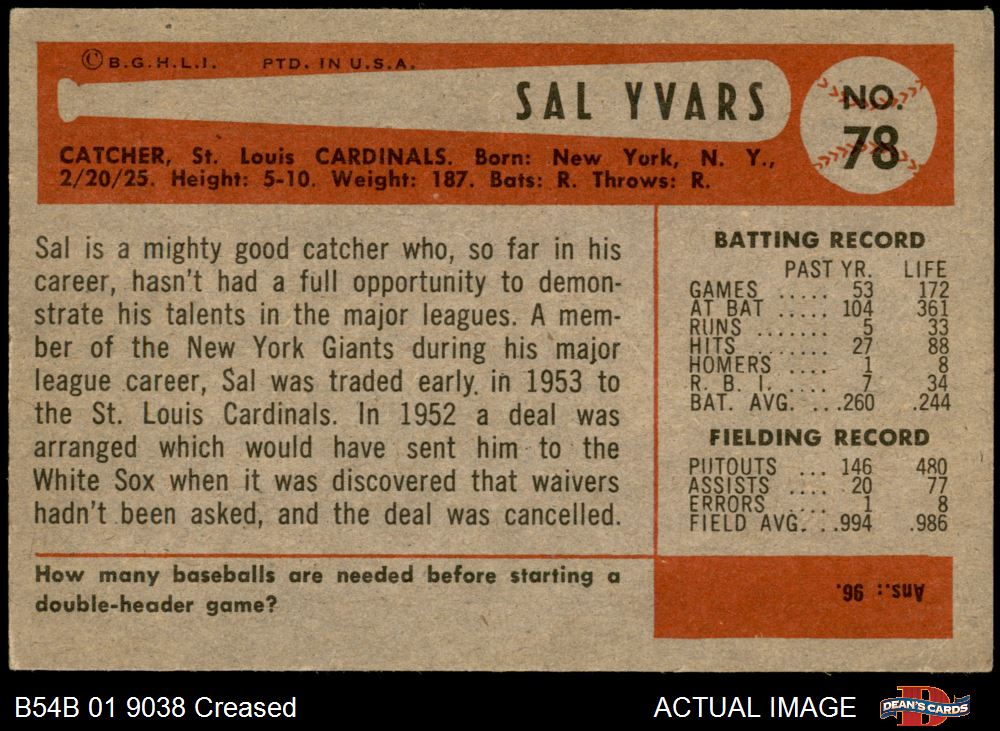 © B.G.H.L.I. PTD. IN U.S.A.
SAL YVARS
NO.
78
CATCHER, St. Louis CARDINALS. Born: New York, N. Y.,
2/20/25. Height: 5-10. Weight: 187. Bats: R. Throws: R.
Sal is a mighty good catcher who, so far in his
career, hasn't had a full opportunity to demon-
strate his talents in the major leagues. A mem-
ber of the New York Giants during his major
league career, Sal was traded early in 1953 to
the St. Louis Cardinals. In 1952 a deal was
arranged which would have sent him to the
White Sox when it was discovered that waivers
hadn't been asked, and the deal was cancelled.
How many baseballs are needed before starting a
double-header game?
BATTING RECORD
PAST YR. LIFE
GAMES ..... 53 172
AT BAT ..... 104 361
RUNS ....... 5 33
HITS ....... 27 88
HOMERS .... 1 8
R. B. I. .... 7 34
BAT. AVG. ... .260 .244
FIELDING RECORD
PUTOUTS ... 146 480
ASSISTS .... 20 77
ERRORS .... 1 8
FIELD AVG. . .994 .986
Ans.: 96.
B54B 01 9038 Creased
ACTUAL IMAGE
DEAN'S CARDS